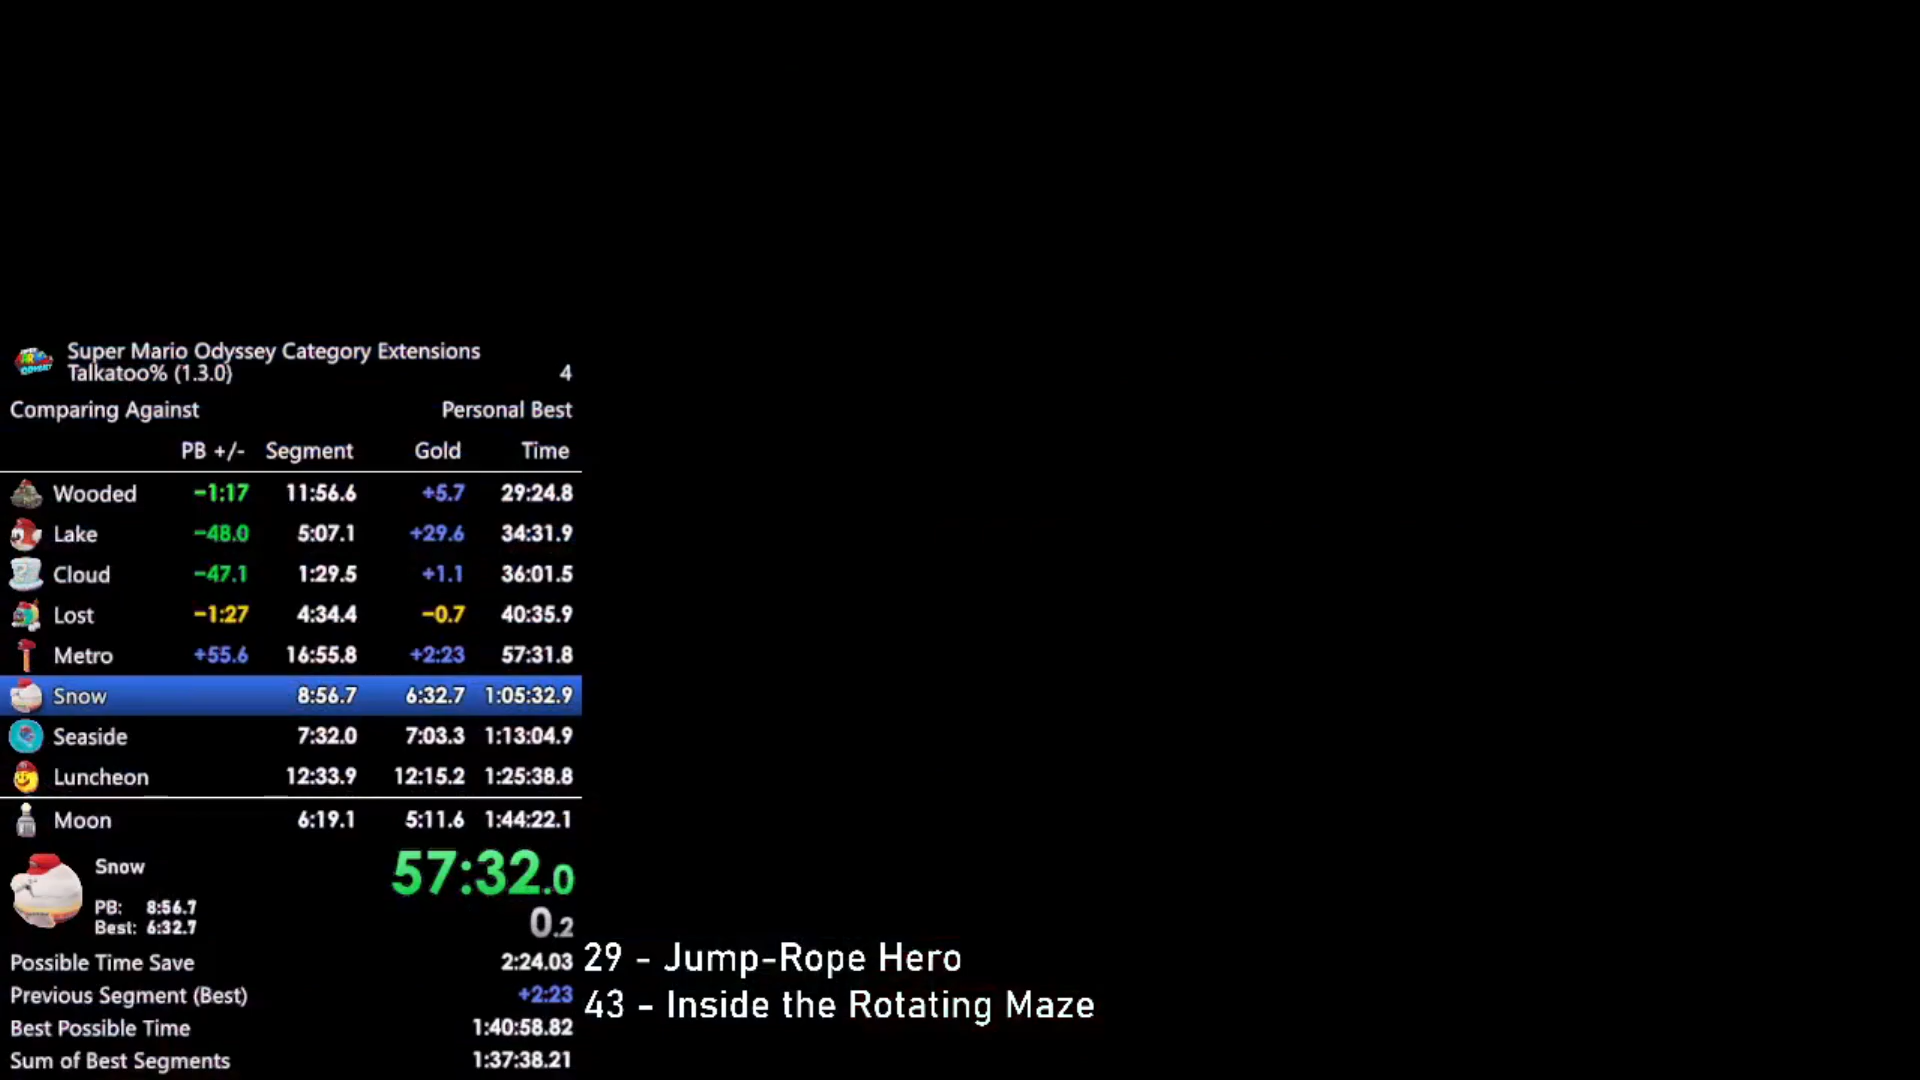 Super Mario Odyssey Category Extensions
Talkatoo% (1.3.0) 4
Comparing Against Personal Best
PB +/- Segment Gold Time
Wooded -1:17 11:56.6 +5.7 29:24.8
Lake -48.0 5:07.1 +29.6 34:31.9
Cloud -47.1 1:29.5 +1.1 36:01.5
Lost -1:27 4:34.4 -0.7 40:35.9
Metro +55.6 16:55.8 +2:23 57:31.8
Snow 8:56.7 6:32.7 1:05:32.9
Seaside 7:32.0 7:03.3 1:13:04.9
Luncheon 12:33.9 12:15.2 1:25:38.8
Moon 6:19.1 5:11.6 1:44:22.1
Snow 57:32.0
PB: 8:56.7
Best: 6:32.7 0.2
Possible Time Save 2:24.03
Previous Segment (Best) +2:23
Best Possible Time 1:40:58.82
Sum of Best Segments 1:37:38.21
29 - Jump-Rope Hero
43 - Inside the Rotating Maze